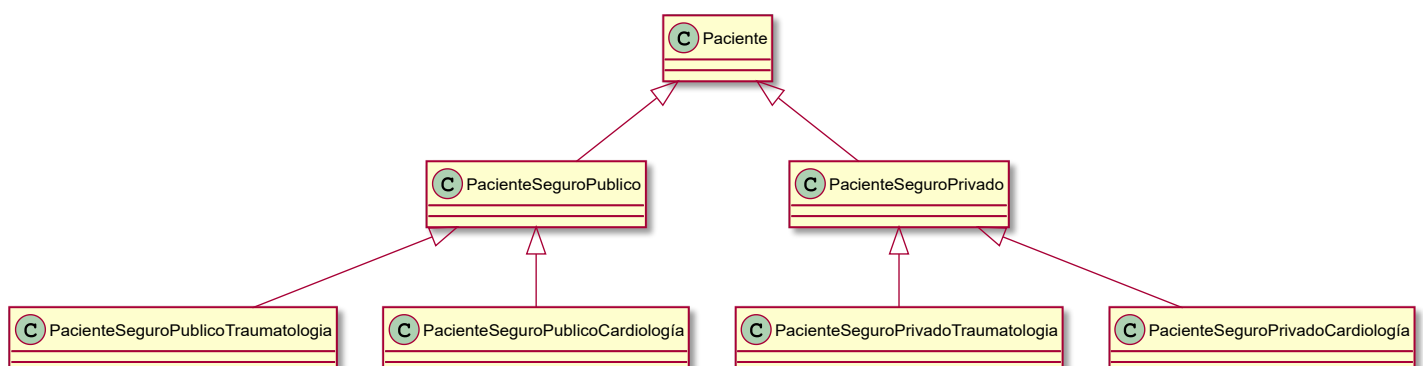 C Paciente
C PacienteSeguroPublico
C PacienteSeguroPrivado
C PacienteSeguroPublicoTraumatologia
C PacienteSeguroPublicoCardiología
C PacienteSeguroPrivadoTraumatologia
C PacienteSeguroPrivadoCardiología